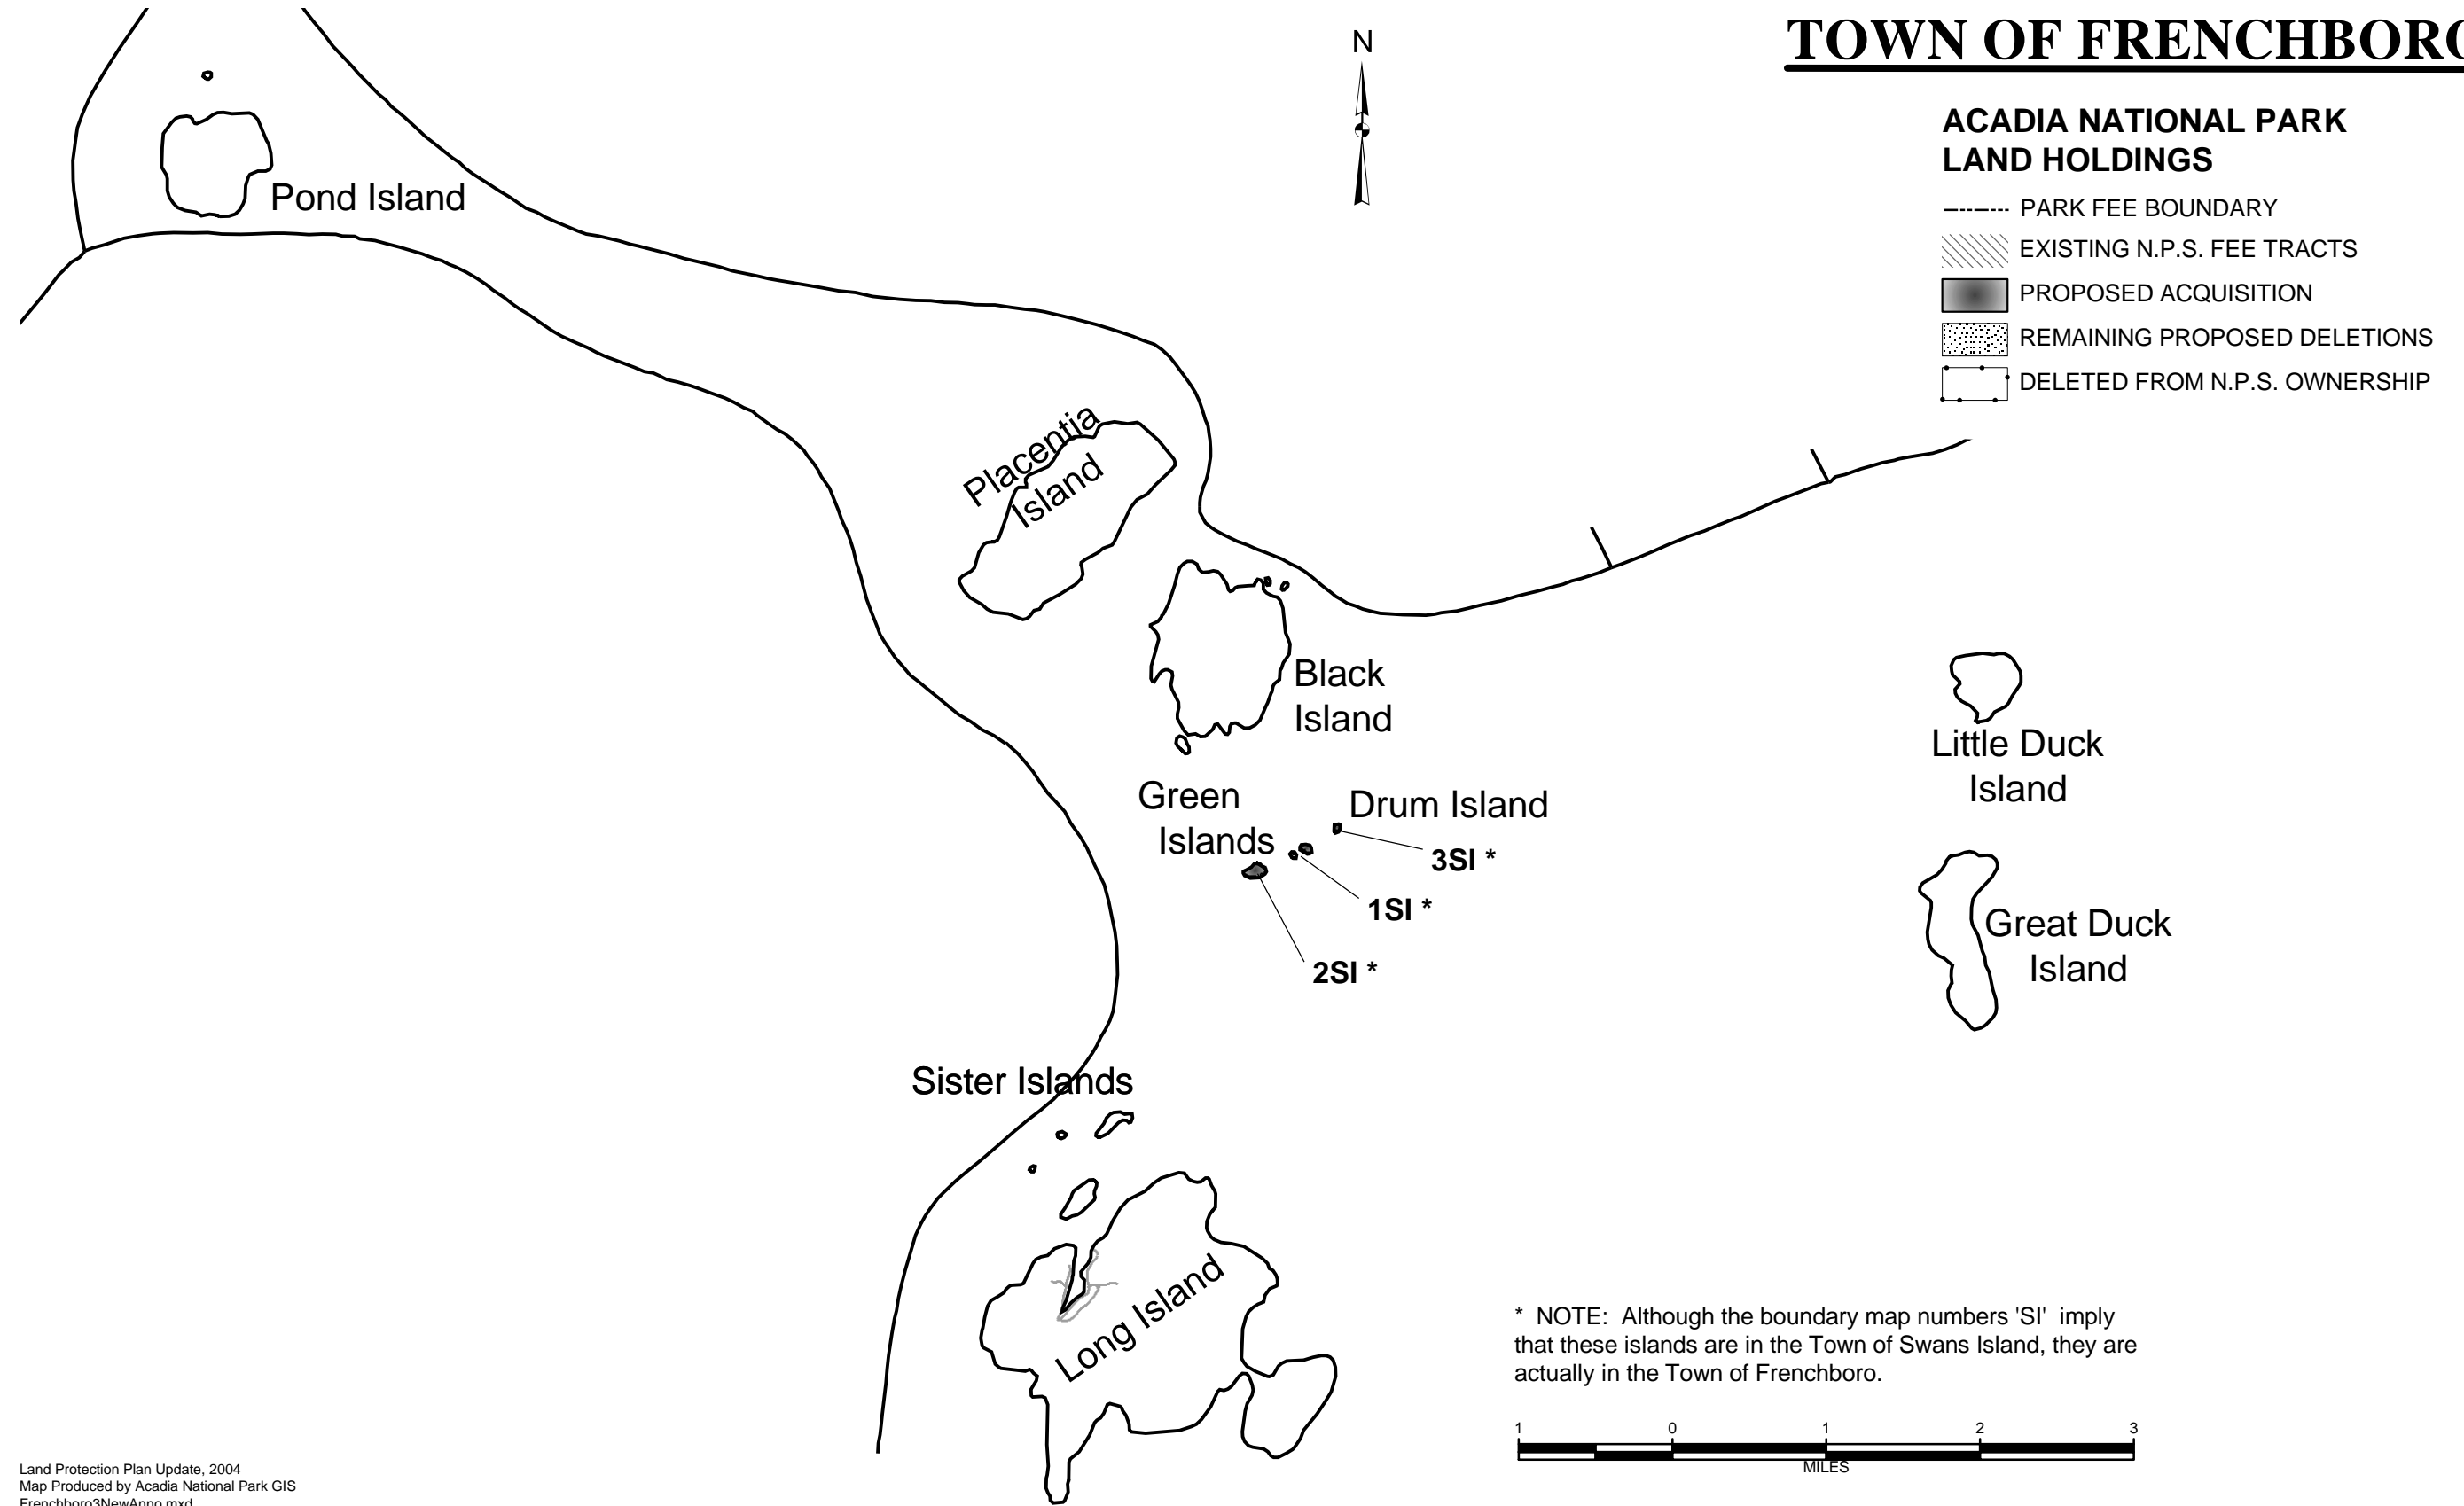 TOWN OF FRENCHBORO
N
ACADIA NATIONAL PARK
LAND HOLDINGS
PARK FEE BOUNDARY
EXISTING N.P.S. FEE TRACTS
PROPOSED ACQUISITION
REMAINING PROPOSED DELETIONS
DELETED FROM N.P.S. OWNERSHIP
Pond Island
Placentia
Island
Black
Island
Little Duck
Island
Green
Islands
Drum Island
3SI *
1SI *
2SI *
Great Duck
Island
Sister Islands
Long Island
* NOTE: Although the boundary map numbers 'SI' imply
that these islands are in the Town of Swans Island, they are
actually in the Town of Frenchboro.
1 0 1 2 3
MILES
Land Protection Plan Update, 2004
Map Produced by Acadia National Park GIS
Frenchboro3NewAnno.mxd